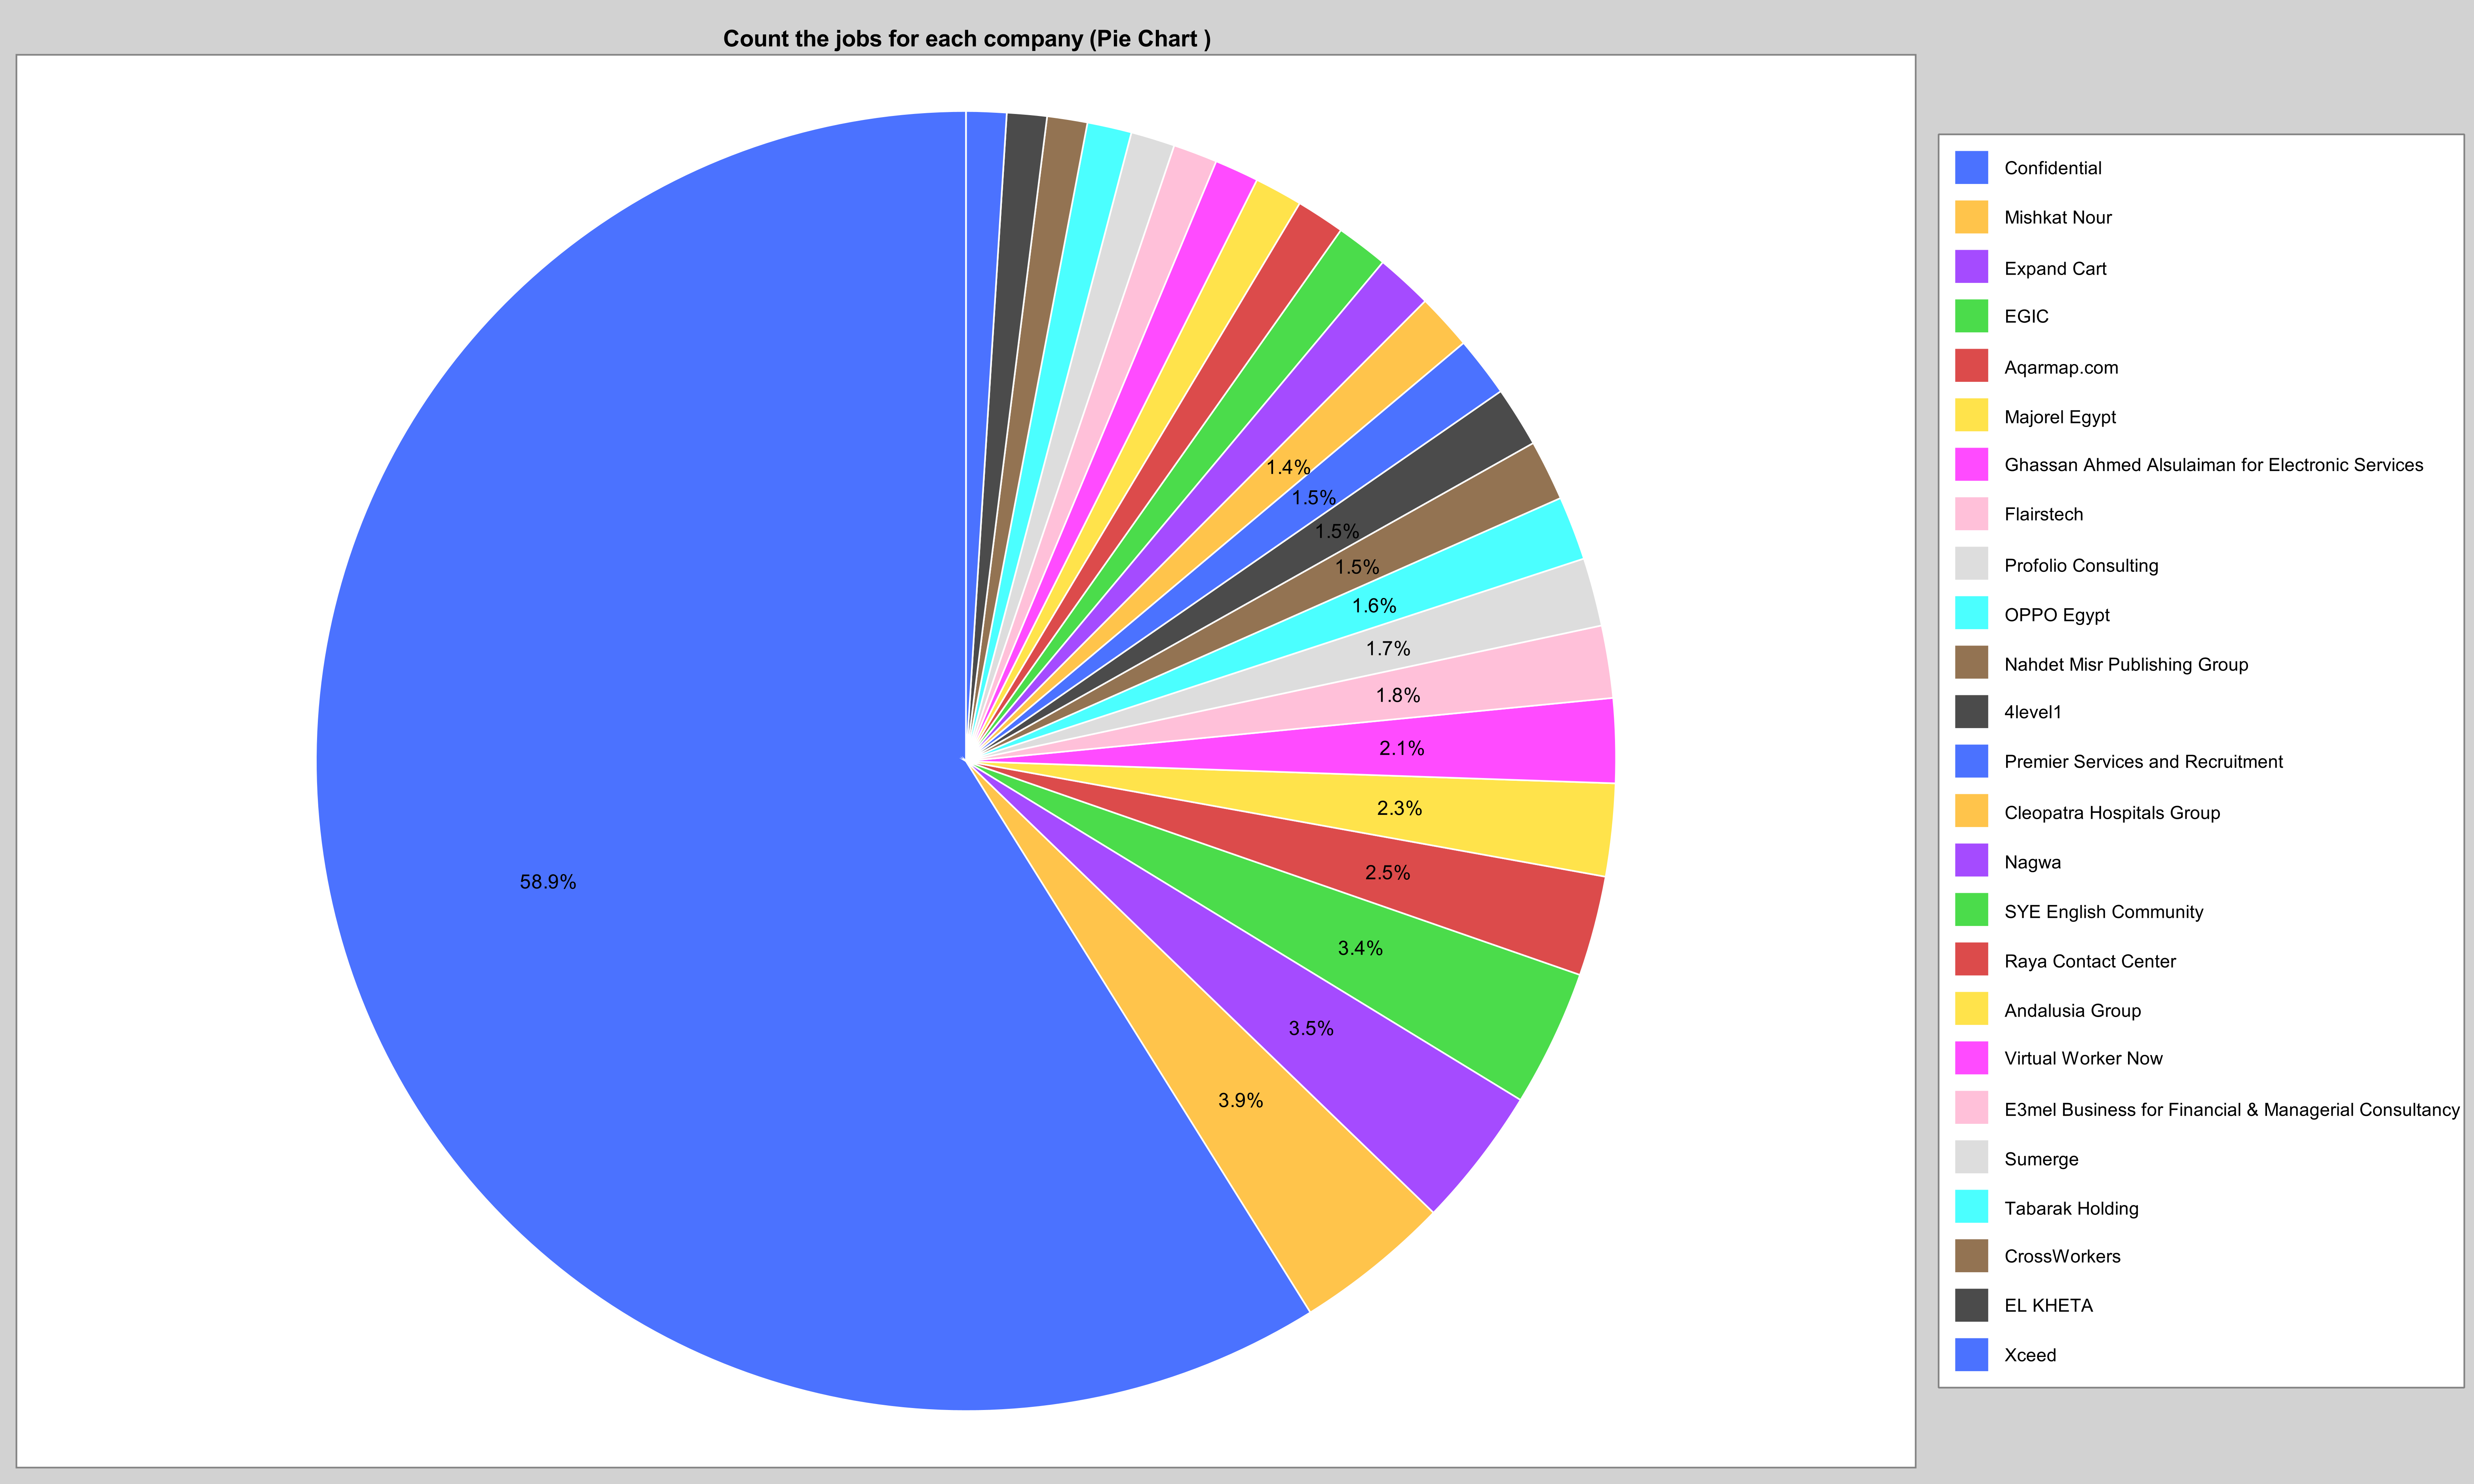 Count the jobs for each company (Pie Chart )
1.4%
1.5%
1.5%
1.5%
1.6%
1.7%
1.8%
2.1%
2.3%
2.5%
3.4%
3.5%
3.9%
58.9%
Confidential
Mishkat Nour
Expand Cart
EGIC
Aqarmap.com
Majorel Egypt
Ghassan Ahmed Alsulaiman for Electronic Services
Flairstech
Profolio Consulting
OPPO Egypt
Nahdet Misr Publishing Group
4level1
Premier Services and Recruitment
Cleopatra Hospitals Group
Nagwa
SYE English Community
Raya Contact Center
Andalusia Group
Virtual Worker Now
E3mel Business for Financial & Managerial Consultancy
Sumerge
Tabarak Holding
CrossWorkers
EL KHETA
Xceed